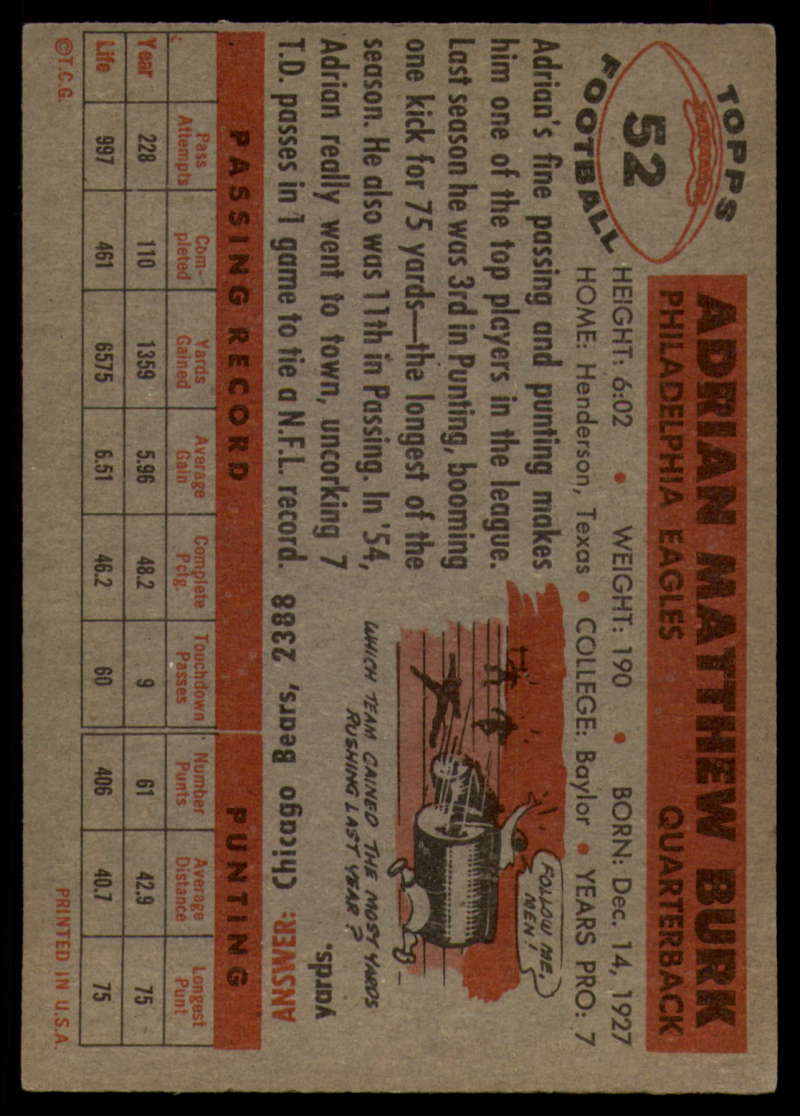 TOPPS
52
FOOTBALL
ADRIAN MATTHEW BURK
PHILADELPHIA EAGLES QUARTERBACK
HEIGHT: 6:02 • WEIGHT: 190 • BORN: Dec. 14, 1927
HOME: Henderson, Texas • COLLEGE: Baylor • YEARS PRO: 7
Adrian's fine passing and punting makes
him one of the top players in the league.
Last season he was 3rd in Punting, booming
one kick for 75 yards—the longest of the
season. He also was 11th in Passing. In '54,
Adrian really went to town, uncorking 7
T.D. passes in 1 game to tie a N.F.L. record.
FOLLOW ME,
MEN!
WHICH TEAM GAINED THE MOST YARDS
RUSHING LAST YEAR?
ANSWER: Chicago Bears, 2388
yards.
PASSING RECORD PUNTING
Pass Attempts Com-pleted Yards Gained Average Gain Complete Pctg. Touchdown Passes Number Punts Average Distance Longest Punt
Year 228 110 1359 5.96 48.2 9 61 42.9 75
Life 997 461 6575 6.51 46.2 60 406 40.7 75
©T.C.G. PRINTED IN U.S.A.